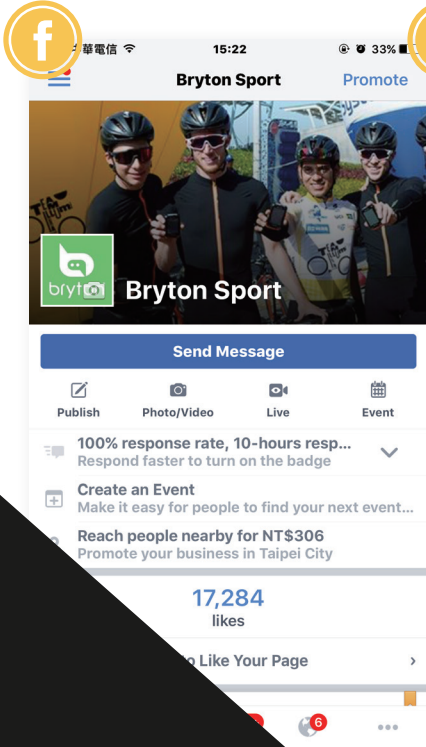 華電信 15:22 33%
Bryton Sport Promote
bryt
Bryton Sport
Send Message
Publish Photo/Video Live Event
100% response rate, 10-hours resp...
Respond faster to turn on the badge
Create an Event
Make it easy for people to find your next event...
Reach people nearby for NT$306
Promote your business in Taipei City
17,284
likes
o Like Your Page
6